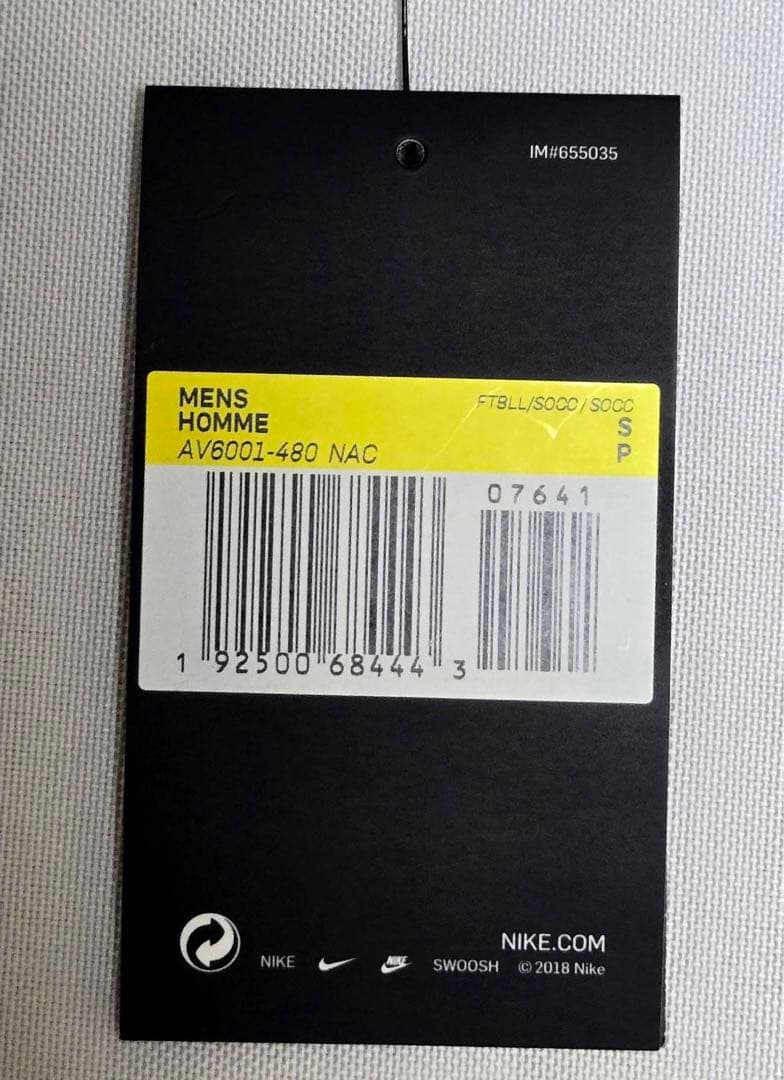 IM#655035
MENS
HOMME
FTBLL/SOCC/SOCC
S
P
AV6001-480 NAC
07641
1 92500 68444 3
NIKE.COM
NIKE NIKE SWOOSH © 2018 Nike